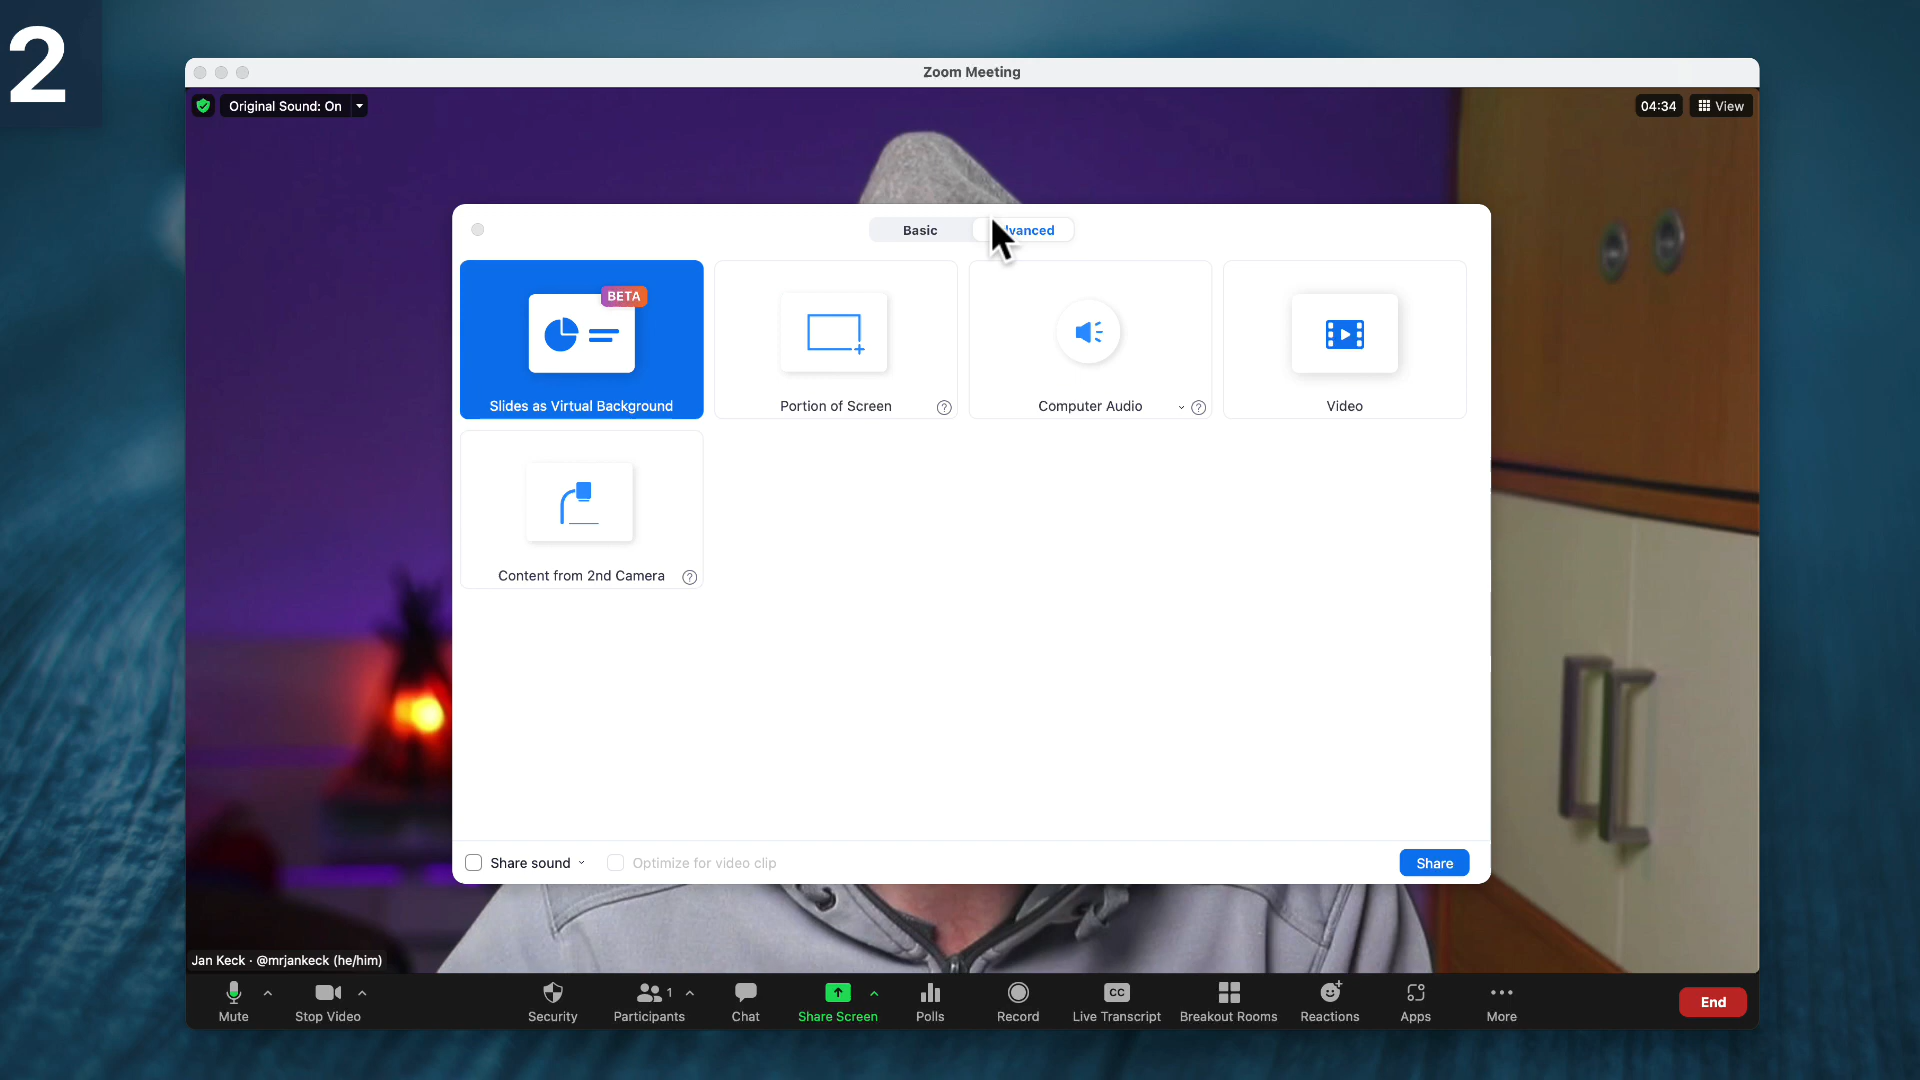 2
Zoom Meeting
Original Sound: On
04:34
View
Basic
vanced
BETA
Slides as Virtual Background
Portion of Screen
?
Computer Audio
?
Video
Content from 2nd Camera
?
Share sound
Optimize for video clip
Share
Jan Keck · @mrjankeck (he/him)
Mute
Stop Video
Security
1
Participants
Chat
Share Screen
Polls
Record
CC
Live Transcript
Breakout Rooms
Reactions
Apps
More
End